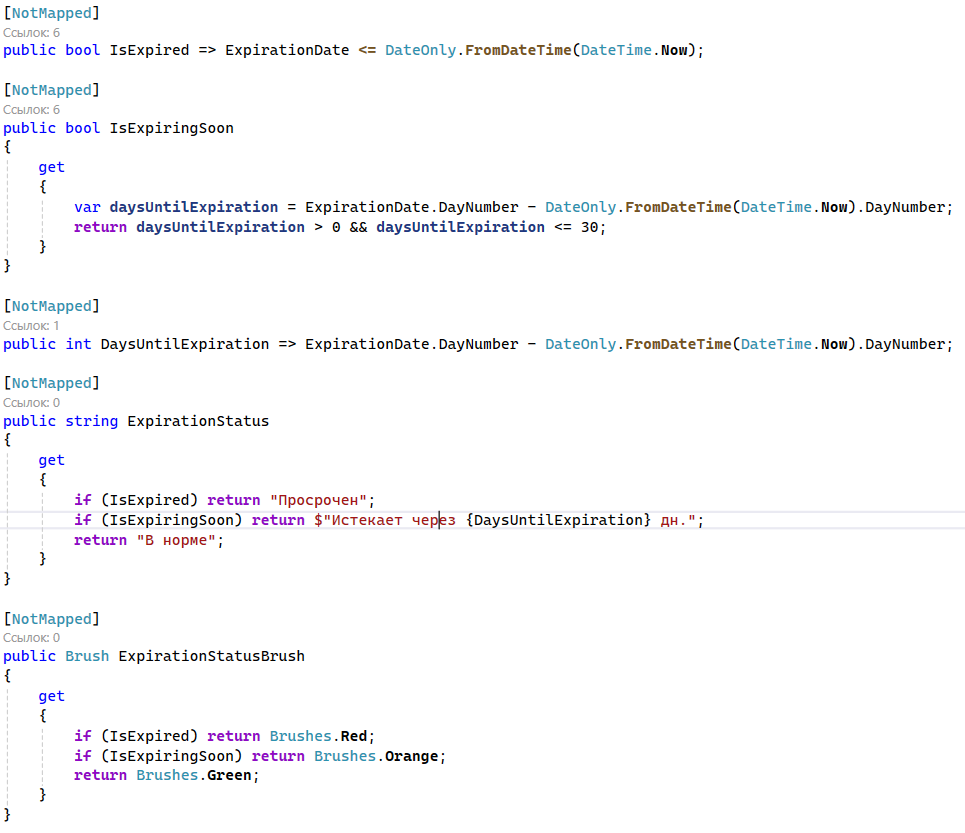 [NotMapped]
Ссылок: 6
public bool IsExpired => ExpirationDate <= DateOnly.FromDateTime(DateTime.Now);
[NotMapped]
Ссылок: 6
public bool IsExpiringSoon
{
get
{
var daysUntilExpiration = ExpirationDate.DayNumber - DateOnly.FromDateTime(DateTime.Now).DayNumber;
return daysUntilExpiration > 0 && daysUntilExpiration <= 30;
}
}
[NotMapped]
Ссылок: 1
public int DaysUntilExpiration => ExpirationDate.DayNumber - DateOnly.FromDateTime(DateTime.Now).DayNumber;
[NotMapped]
Ссылок: 0
public string ExpirationStatus
{
get
{
if (IsExpired) return "Просрочен";
if (IsExpiringSoon) return $"Истекает через {DaysUntilExpiration} дн.";
return "В норме";
}
}
[NotMapped]
Ссылок: 0
public Brush ExpirationStatusBrush
{
get
{
if (IsExpired) return Brushes.Red;
if (IsExpiringSoon) return Brushes.Orange;
return Brushes.Green;
}
}